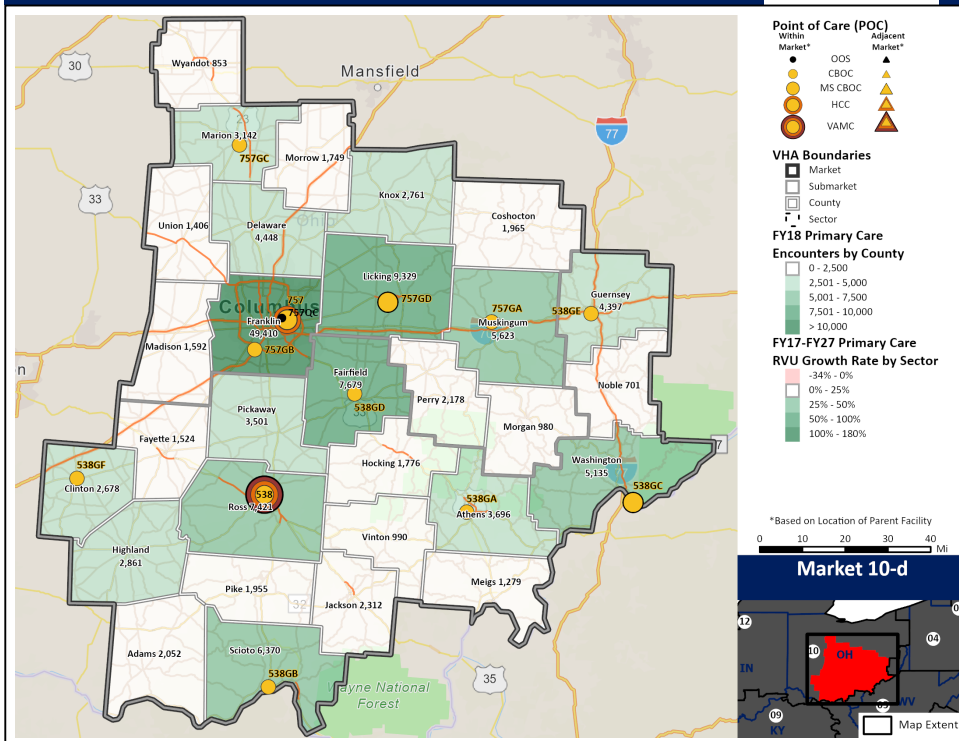 Wyandot 853
30
Mansfield
77
Marion 3,142
23
757GC
Morrow 1,749
Knox 2,761
33
Coshocton
1,965
Union 1,406
Delaware
4,448
Ohio
Licking 9,329
757GD
Guernsey
4,397
538GE
757GA
Muskingum
5,623
Columbus
757
757QC
Franklin
49,410
757GB
Madison 1,592
Noble 701
Fairfield
7,679
538GD
33
Perry 2,178
Morgan 980
Pickaway
3,501
Fayette 1,524
Washington
5,135
77
7
538GC
Hocking 1,776
538GF
Clinton 2,678
538
Ross 7,421
538GA
Athens 3,696
Vinton 990
Highland
2,861
Meigs 1,279
Pike 1,955
32
Jackson 2,312
Adams 2,052
Scioto 6,370
538GB
Wayne National
Forest
35
n
Point of Care (POC)
Within
Market*
Adjacent
Market*
OOS
CBOC
MS CBOC
HCC
VAMC
VHA Boundaries
Market
Submarket
County
Sector
FY18 Primary Care
Encounters by County
0 - 2,500
2,501 - 5,000
5,001 - 7,500
7,501 - 10,000
> 10,000
FY17-FY27 Primary Care
RVU Growth Rate by Sector
-34% - 0%
0% - 25%
25% - 50%
50% - 100%
100% - 180%
*Based on Location of Parent Facility
0 10 20 30 40
Mi
Market 10-d
12
10
OH
04
IN
WV
09
KY
Map Extent